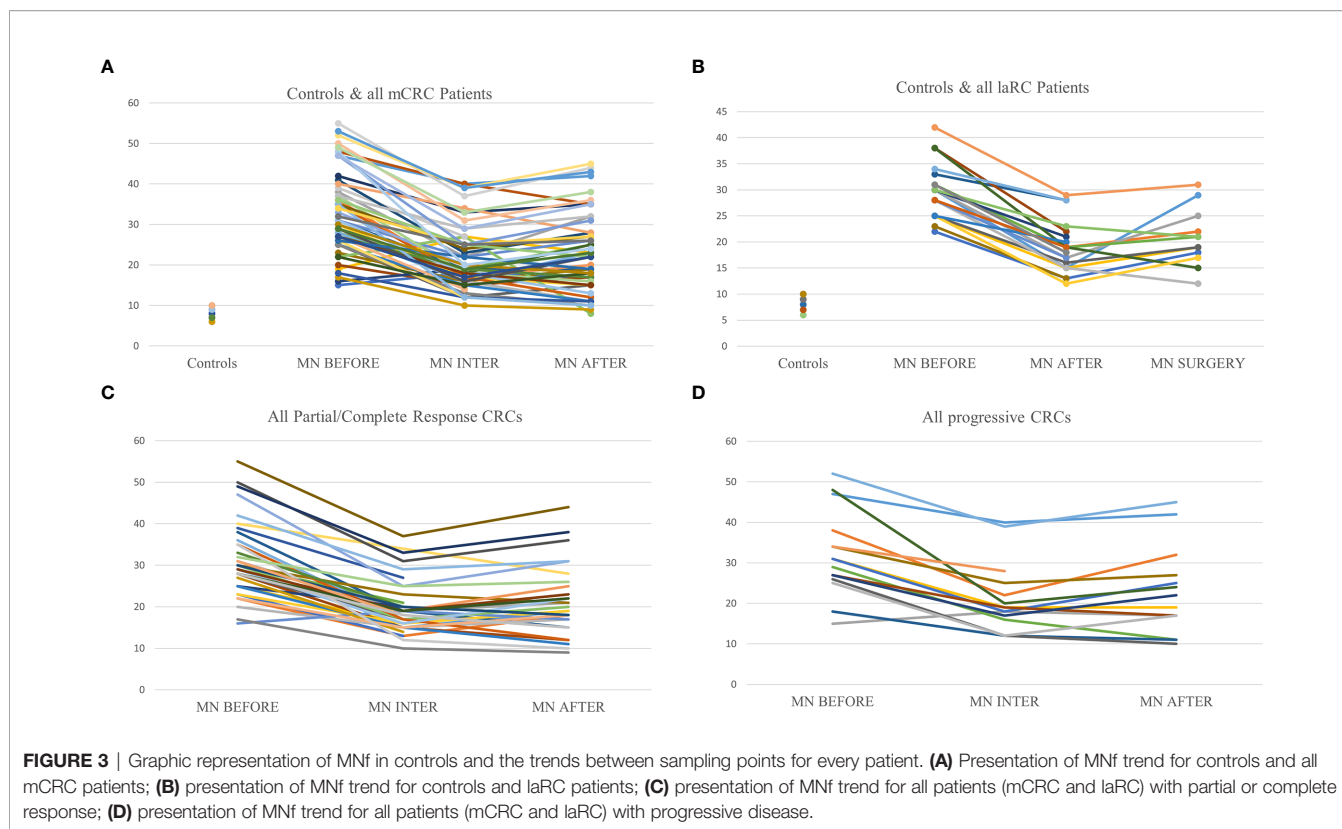 A
Controls & all mCRC Patients
60
50
40
30
20
10
0
Controls
MN BEFORE
MN INTER
MN AFTER
B
Controls & all laRC Patients
45
40
35
30
25
20
15
10
5
0
Controls
MN BEFORE
MN AFTER
MN SURGERY
C
All Partial/Complete Response CRCs
60
50
40
30
20
10
0
MN BEFORE
MN INTER
MN AFTER
D
All progressive CRCs
60
50
40
30
20
10
0
MN BEFORE
MN INTER
MN AFTER
FIGURE 3 | Graphic representation of MNf in controls and the trends between sampling points for every patient. (A) Presentation of MNf trend for controls and all
mCRC patients; (B) presentation of MNf trend for controls and laRC patients; (C) presentation of MNf trend for all patients (mCRC and laRC) with partial or complete
response; (D) presentation of MNf trend for all patients (mCRC and laRC) with progressive disease.